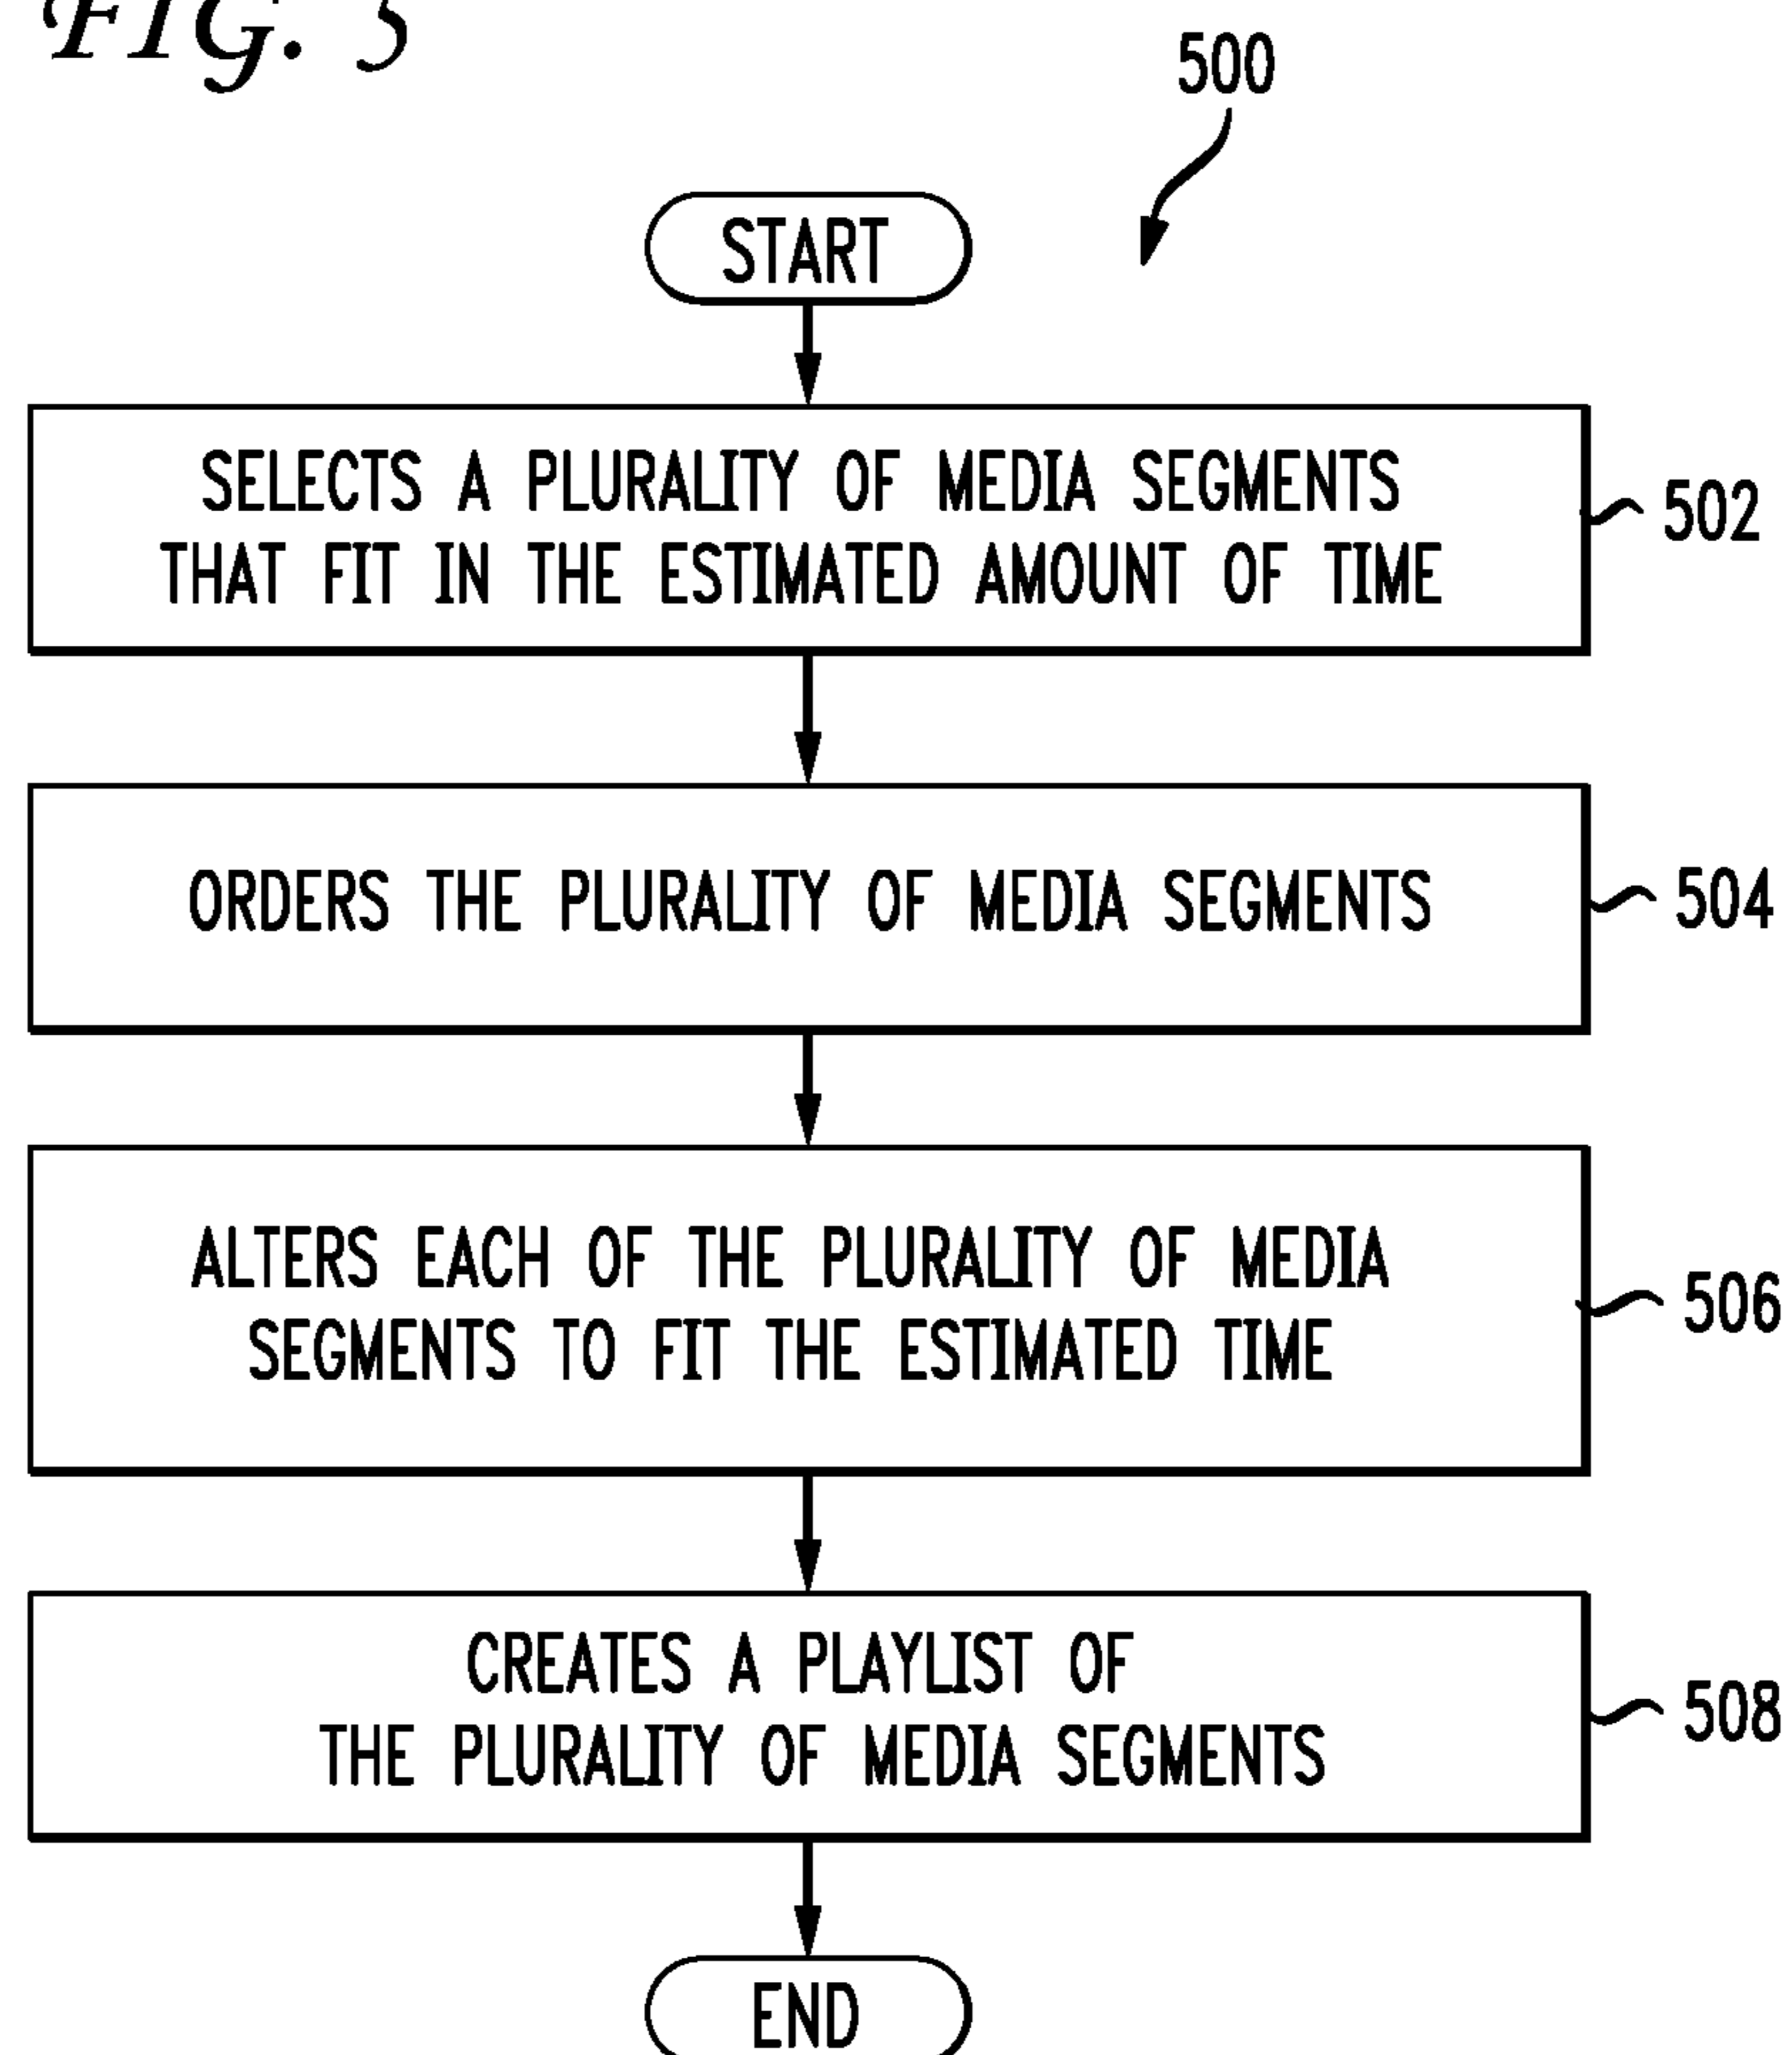 FIG. 5
500
START
SELECTS A PLURALITY OF MEDIA SEGMENTS
THAT FIT IN THE ESTIMATED AMOUNT OF TIME
502
ORDERS THE PLURALITY OF MEDIA SEGMENTS
504
ALTERS EACH OF THE PLURALITY OF MEDIA
SEGMENTS TO FIT THE ESTIMATED TIME
506
CREATES A PLAYLIST OF
THE PLURALITY OF MEDIA SEGMENTS
508
END